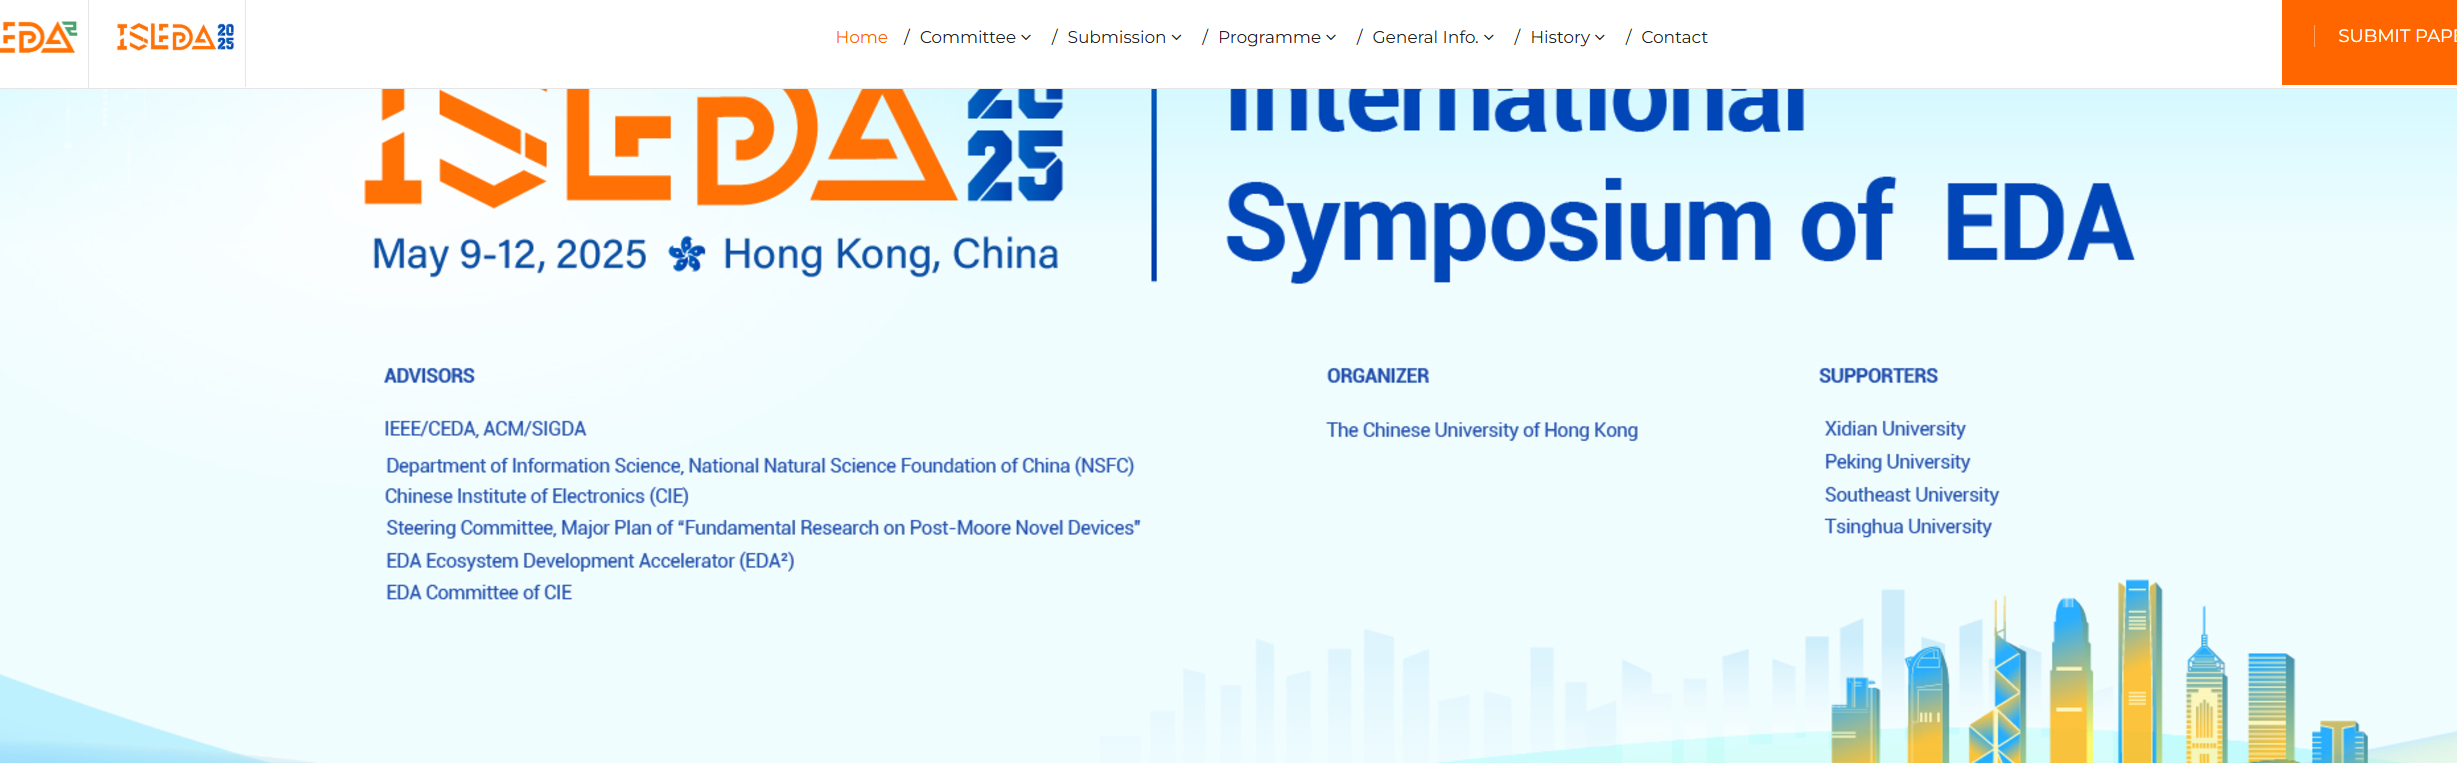 EDA²
ISEDA 2025
Home / Committee / Submission / Programme / General Info. / History / Contact
SUBMIT PAPE
ISEDA 2025
International
Symposium of EDA
May 9-12, 2025 Hong Kong, China
ADVISORS
IEEE/CEDA, ACM/SIGDA
Department of Information Science, National Natural Science Foundation of China (NSFC)
Chinese Institute of Electronics (CIE)
Steering Committee, Major Plan of “Fundamental Research on Post-Moore Novel Devices”
EDA Ecosystem Development Accelerator (EDA²)
EDA Committee of CIE
ORGANIZER
The Chinese University of Hong Kong
SUPPORTERS
Xidian University
Peking University
Southeast University
Tsinghua University